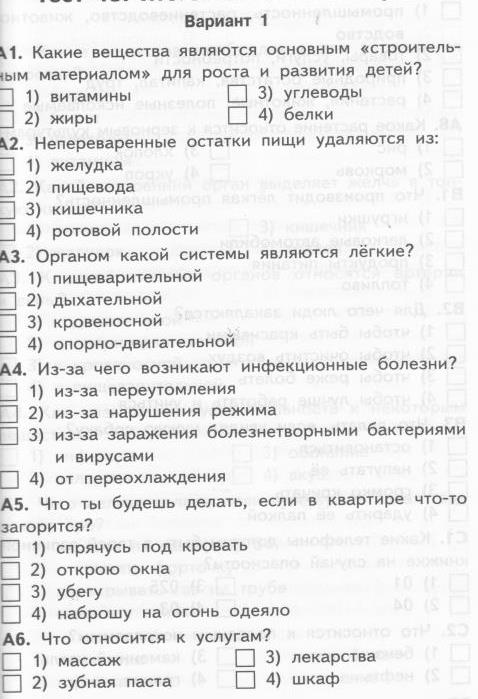 Вариант 1
А1. Какие вещества являются основным «строитель-
ным материалом» для роста и развития детей?
1) витамины
2) жиры
3) углеводы
4) белки
А2. Непереваренные остатки пищи удаляются из:
1) желудка
2) пищевода
3) кишечника
4) ротовой полости
А3. Органом какой системы являются лёгкие?
1) пищеварительной
2) дыхательной
3) кровеносной
4) опорно-двигательной
А4. Из-за чего возникают инфекционные болезни?
1) из-за переутомления
2) из-за нарушения режима
3) из-за заражения болезнетворными бактериями
и вирусами
4) от переохлаждения
А5. Что ты будешь делать, если в квартире что-то
загорится?
1) спрячусь под кровать
2) открою окна
3) убегу
4) наброшу на огонь одеяло
А6. Что относится к услугам?
1) массаж
2) зубная паста
3) лекарства
4) шкаф